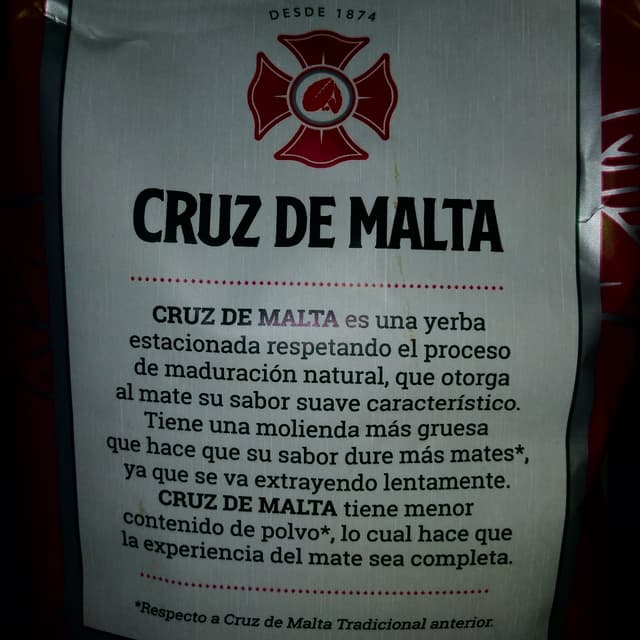 DESDE 1874
CRUZ DE MALTA
CRUZ DE MALTA es una yerba
estacionada respetando el proceso
de maduración natural, que otorga
al mate su sabor suave característico.
Tiene una molienda más gruesa
que hace que su sabor dure más mates*,
ya que se va extrayendo lentamente.
CRUZ DE MALTA tiene menor
contenido de polvo*, lo cual hace que
la experiencia del mate sea completa.
*Respecto a Cruz de Malta Tradicional anterior.